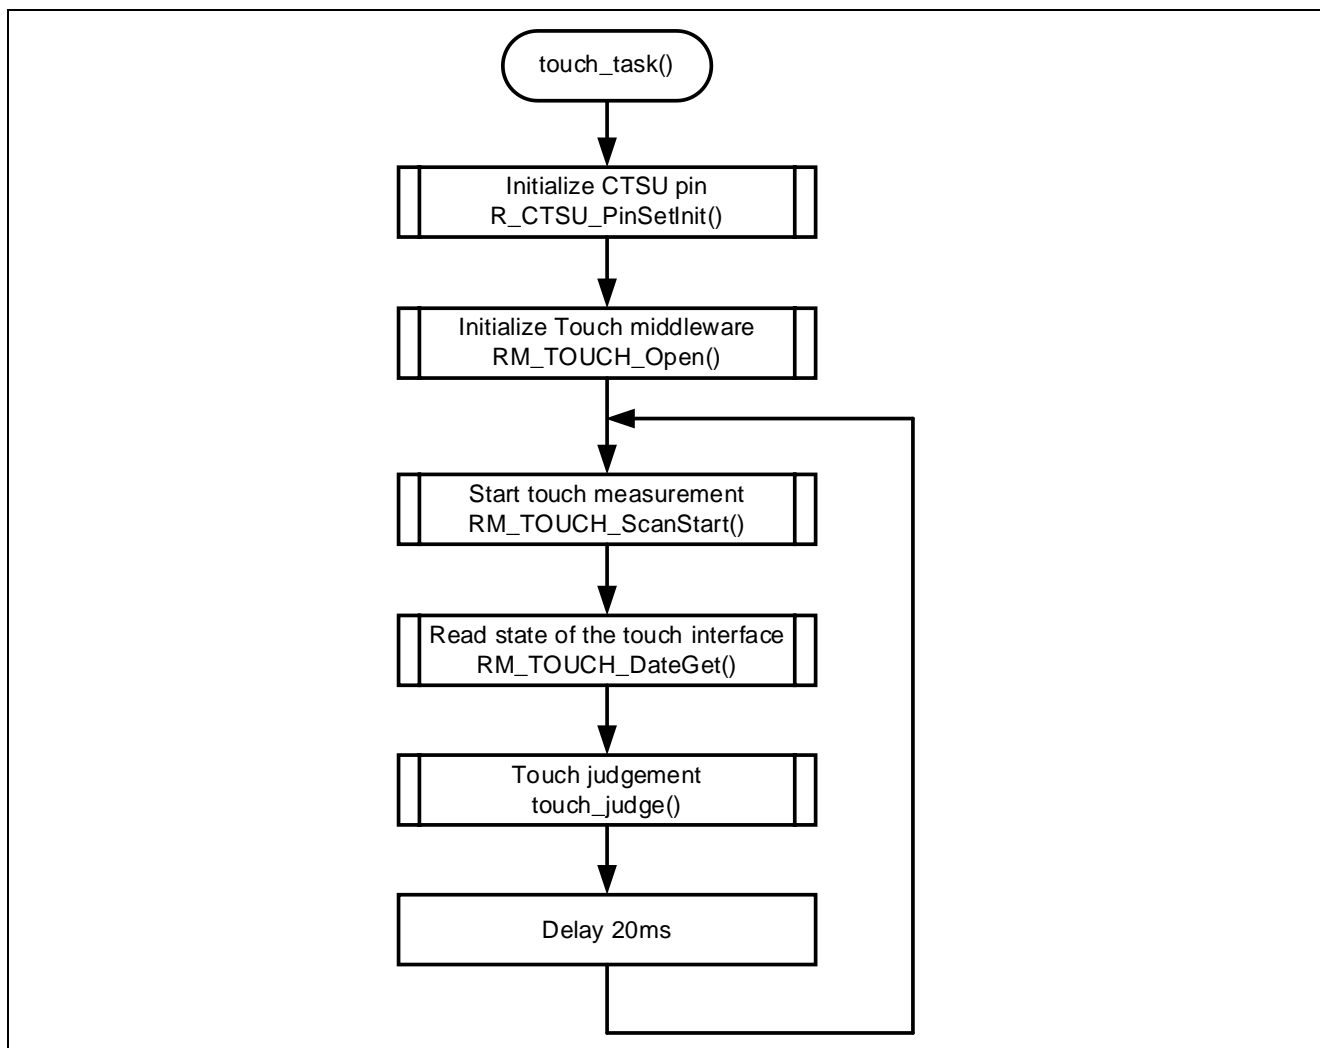 touch_task()
Initialize CTSU pin
R_CTSU_PinSetInit()
Initialize Touch middleware
RM_TOUCH_Open()
Start touch measurement
RM_TOUCH_ScanStart()
Read state of the touch interface
RM_TOUCH_DateGet()
Touch judgement
touch_judge()
Delay 20ms